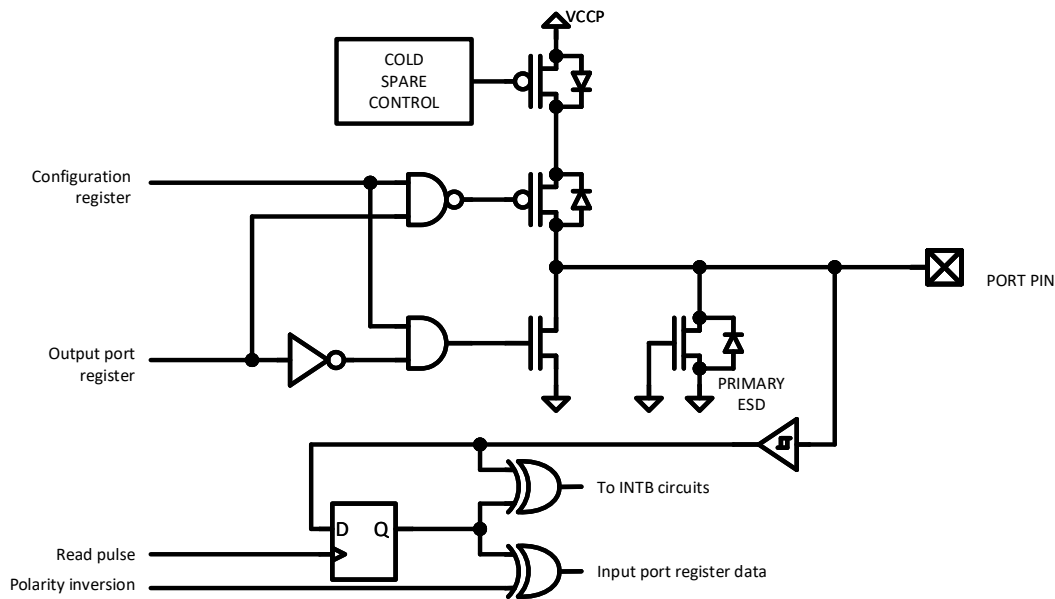 VCCP
COLD
SPARE
CONTROL
Configuration
register
PORT PIN
Output port
register
PRIMARY
ESD
To INTB circuits
D
Q
Read pulse
Input port register data
Polarity inversion